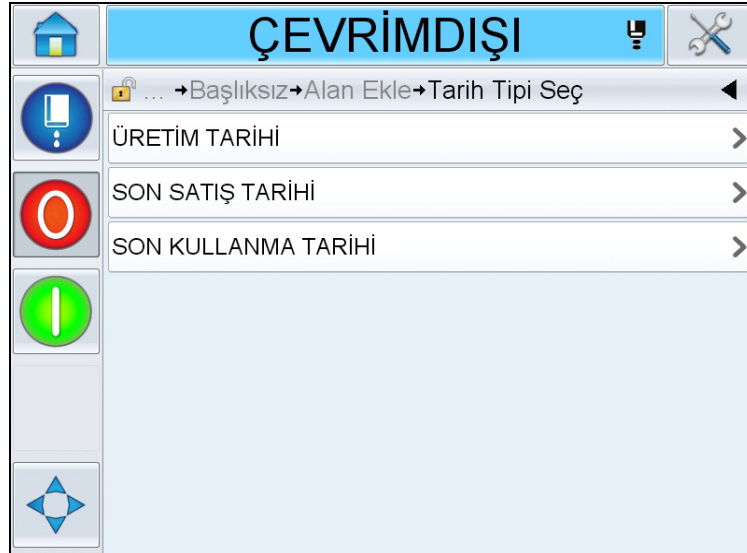 ÇEVRİMDIŞI
... →Başlıksız→Alan Ekle→Tarih Tipi Seç
ÜRETİM TARİHİ
SON SATIŞ TARİHİ
SON KULLANMA TARİHİ